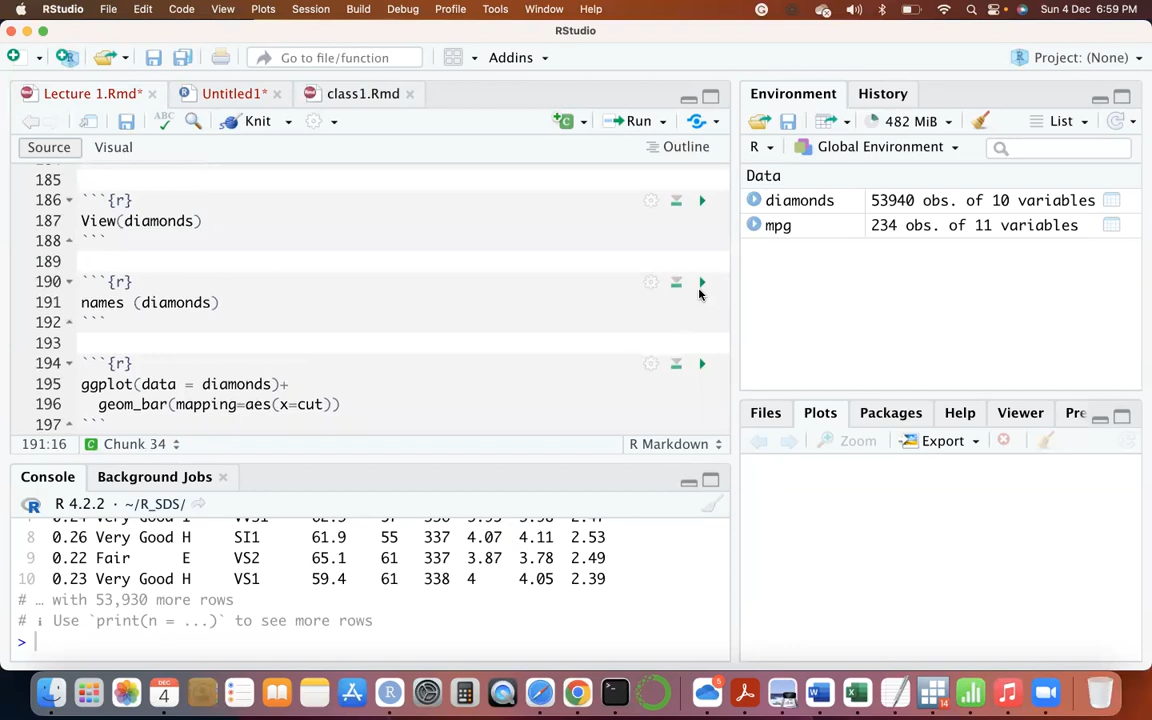 RStudio File Edit Code View Plots Session Build Debug Profile Tools Window Help Sun 4 Dec 6:59 PM
RStudio
Go to file/function Addins Project: (None)
Lecture 1.Rmd* Untitled1* class1.Rmd
ABC Knit Run
Source Visual Outline
185
186 ```{r}
187 View(diamonds)
188 ```
189
190 ```{r}
191 names (diamonds)
192 ```
193
194 ```{r}
195 ggplot(data = diamonds)+
196 geom_bar(mapping=aes(x=cut))
197 ```
191:16 Chunk 34 R Markdown
Console Background Jobs
R 4.2.2 · ~/R_SDS/
8 0.26 Very Good H SI1 61.9 55 337 4.07 4.11 2.53
9 0.22 Fair E VS2 65.1 61 337 3.87 3.78 2.49
10 0.23 Very Good H VS1 59.4 61 338 4 4.05 2.39
# … with 53,930 more rows
# ℹ Use `print(n = ...)` to see more rows
>
Environment History
482 MiB List
R Global Environment
Data
diamonds 53940 obs. of 10 variables
mpg 234 obs. of 11 variables
Files Plots Packages Help Viewer Pre
Zoom Export
DEC
4
6
14